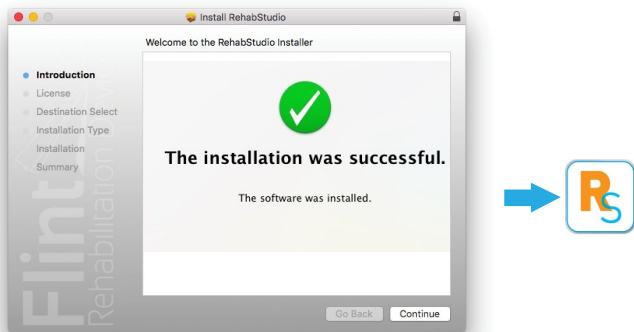 Install RehabStudio
Welcome to the RehabStudio Installer
Introduction
License
Destination Select
Installation Type
Installation
Summary
The installation was successful.
The software was installed.
Flint
Rehabilitation
Go Back
Continue
RS